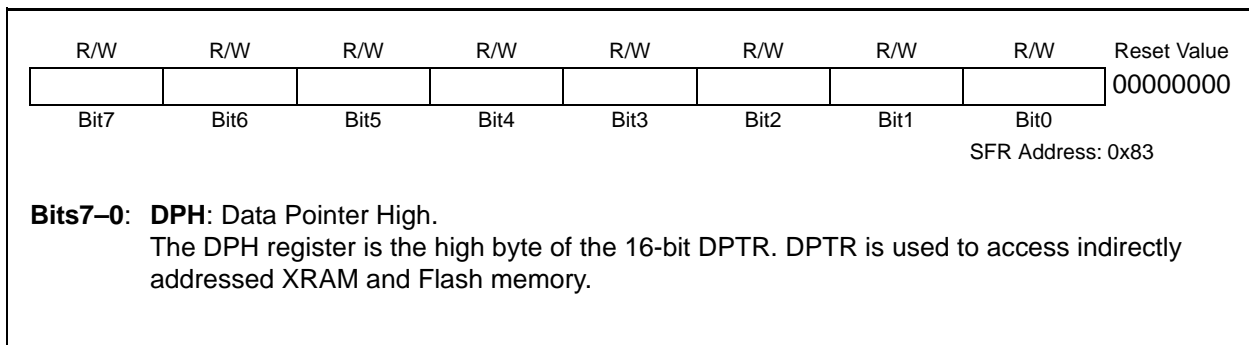 R/W R/W R/W R/W R/W R/W R/W R/W Reset Value
00000000
Bit7 Bit6 Bit5 Bit4 Bit3 Bit2 Bit1 Bit0
SFR Address: 0x83
Bits7–0: DPH: Data Pointer High.
The DPH register is the high byte of the 16-bit DPTR. DPTR is used to access indirectly
addressed XRAM and Flash memory.